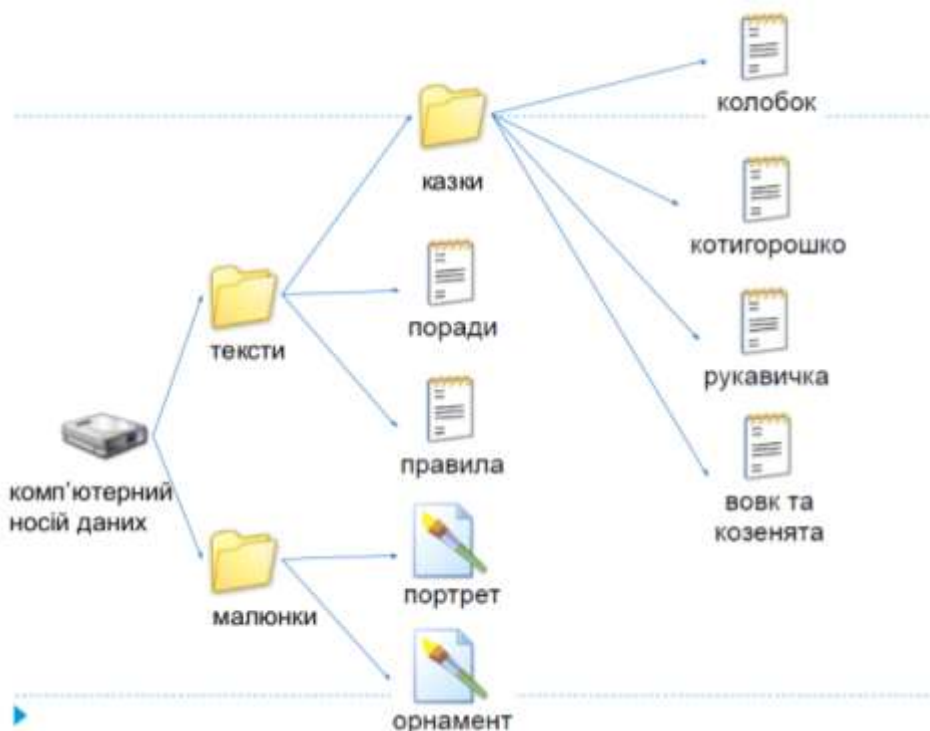 колобок
казки
котигорошко
поради
тексти
рукавичка
правила
комп'ютерний
носій даних
вовк та
козенята
портрет
малюнки
орнамент